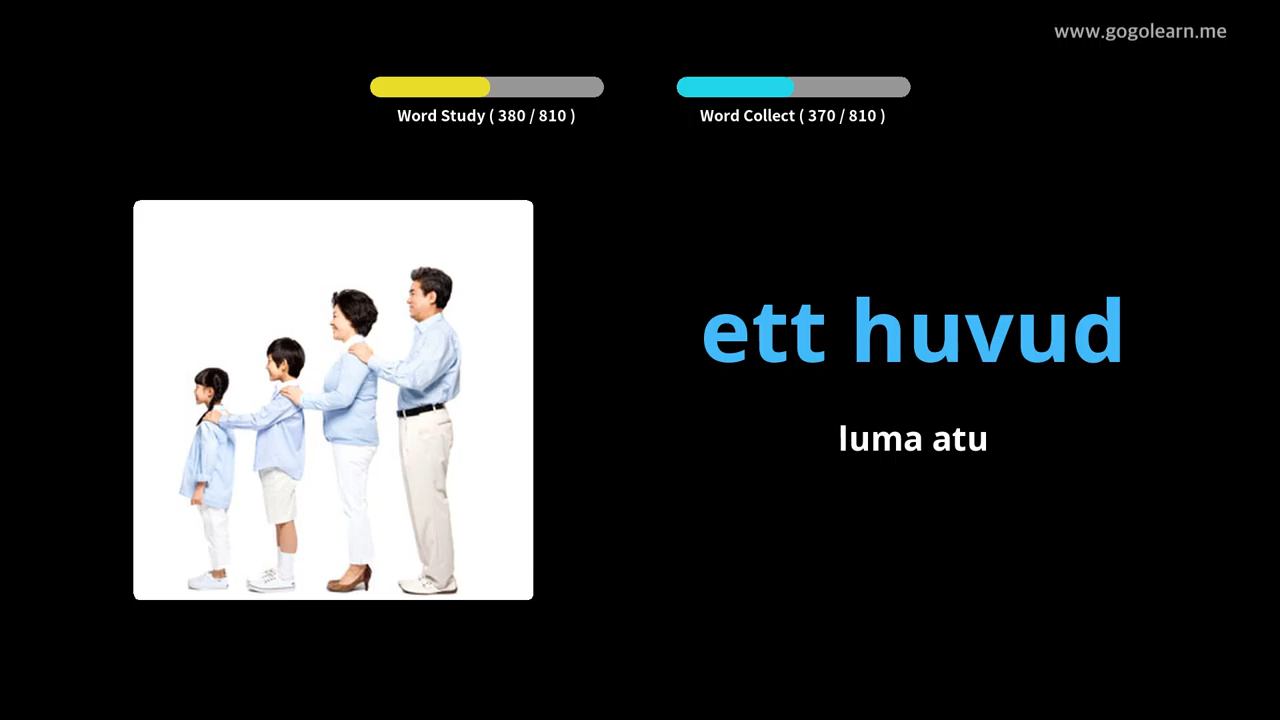 www.gogolearn.me
Word Study ( 380 / 810 )
Word Collect ( 370 / 810 )
ett huvud
luma atu